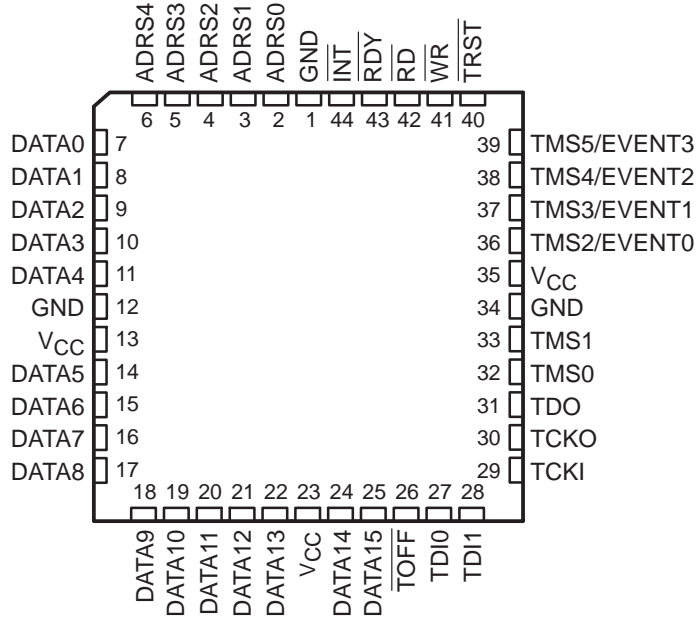 ADRS4
ADRS3
ADRS2
ADRS1
ADRS0
GND
INT
RDY
RD
WR
TRST
6 5 4 3 2 1 44 43 42 41 40
DATA0 7
DATA1 8
DATA2 9
DATA3 10
DATA4 11
GND 12
VCC 13
DATA5 14
DATA6 15
DATA7 16
DATA8 17
39 TMS5/EVENT3
38 TMS4/EVENT2
37 TMS3/EVENT1
36 TMS2/EVENT0
35 VCC
34 GND
33 TMS1
32 TMS0
31 TDO
30 TCKO
29 TCKI
18 19 20 21 22 23 24 25 26 27 28
DATA9
DATA10
DATA11
DATA12
DATA13
VCC
DATA14
DATA15
TOFF
TDI0
TDI1